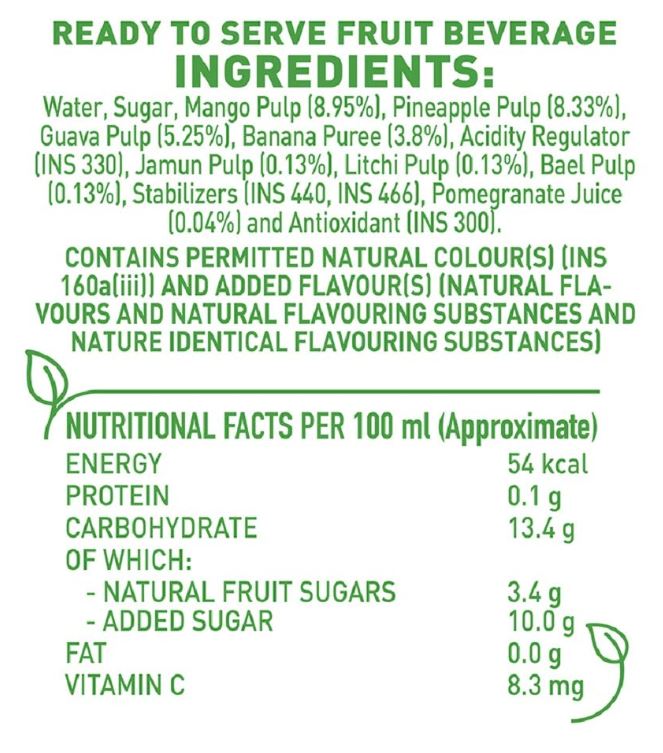 READY TO SERVE FRUIT BEVERAGE
INGREDIENTS:
Water, Sugar, Mango Pulp (8.95%), Pineapple Pulp (8.33%),
Guava Pulp (5.25%), Banana Puree (3.8%), Acidity Regulator
(INS 330), Jamun Pulp (0.13%), Litchi Pulp (0.13%), Bael Pulp
(0.13%), Stabilizers (INS 440, INS 466), Pomegranate Juice
(0.04%) and Antioxidant (INS 300).
CONTAINS PERMITTED NATURAL COLOUR(S) (INS
160a(iii)) AND ADDED FLAVOUR(S) (NATURAL FLA-
VOURS AND NATURAL FLAVOURING SUBSTANCES AND
NATURE IDENTICAL FLAVOURING SUBSTANCES)
NUTRITIONAL FACTS PER 100 ml (Approximate)
ENERGY 54 kcal
PROTEIN 0.1 g
CARBOHYDRATE 13.4 g
OF WHICH:
- NATURAL FRUIT SUGARS 3.4 g
- ADDED SUGAR 10.0 g
FAT 0.0 g
VITAMIN C 8.3 mg